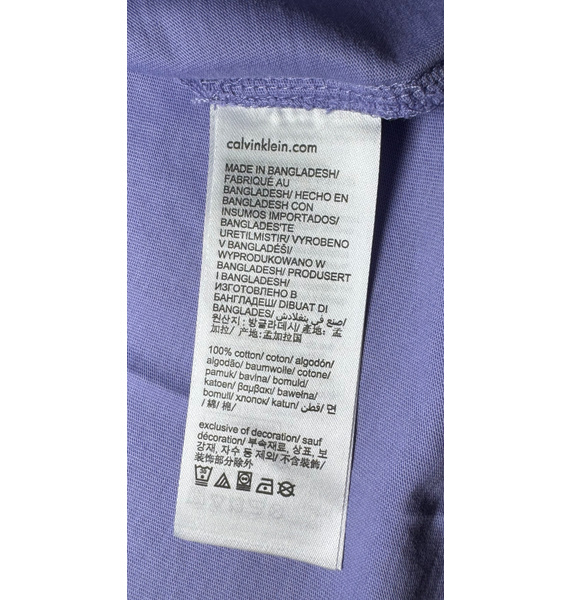 calvinklein.com
MADE IN BANGLADESH/
FABRIQUÉ AU
BANGLADESH/ HECHO EN
BANGLADESH CON
INSUMOS IMPORTADOS/
BANGLADEŞ'TE
ÜRETİLMİŞTİR/ VYROBENO
V BANGLADÉŠI/
WYPRODUKOWANO W
BANGLADESH/ PRODUSERT
I BANGLADESH/
ИЗГОТОВЛЕНО В
БАНГЛАДЕШ/ DIBUAT DI
BANGLADES/ صنع في بنغلادش/
원산지 : 방글라데시/ 產地 : 孟
加拉/ 产地:孟加拉国
100% cotton/ coton/ algodón/
algodão/ baumwolle/ cotone/
pamuk/ bavlna/ bomuld/
katoen/ βαμβακι/ bawełna/
bomull/ хлопок/ katun/ قطن/ 면
/ 綿/ 棉/
exclusive of decoration/ sauf
décoration/ 부속재료, 상표, 보
강재, 자수 등 제외/ 不含裝飾/
装饰部分除外